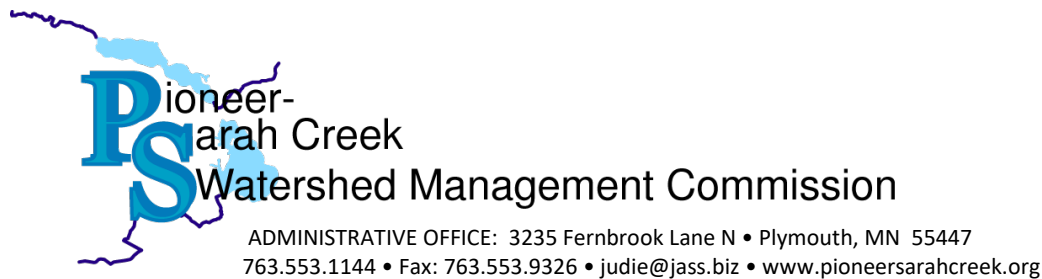 Pioneer-
Sarah Creek
Watershed Management Commission
ADMINISTRATIVE OFFICE: 3235 Fernbrook Lane N • Plymouth, MN 55447
763.553.1144 • Fax: 763.553.9326 • judie@jass.biz • www.pioneersarahcreek.org